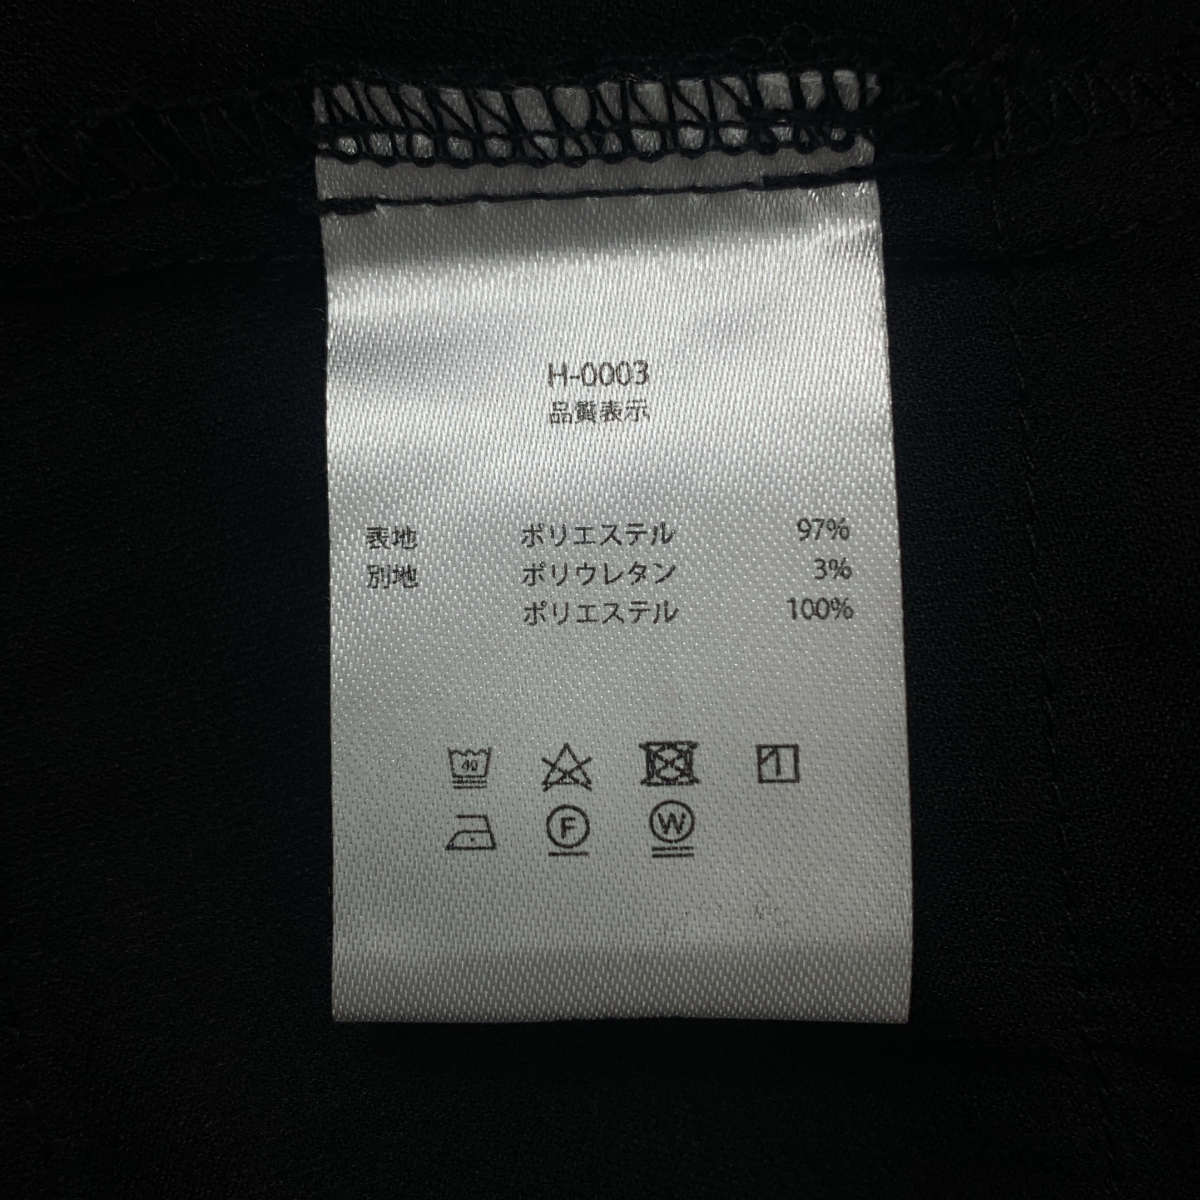 H-0003
品質表示
表地 ポリエステル 97%
別地 ポリウレタン 3%
ポリエステル 100%
40
F W